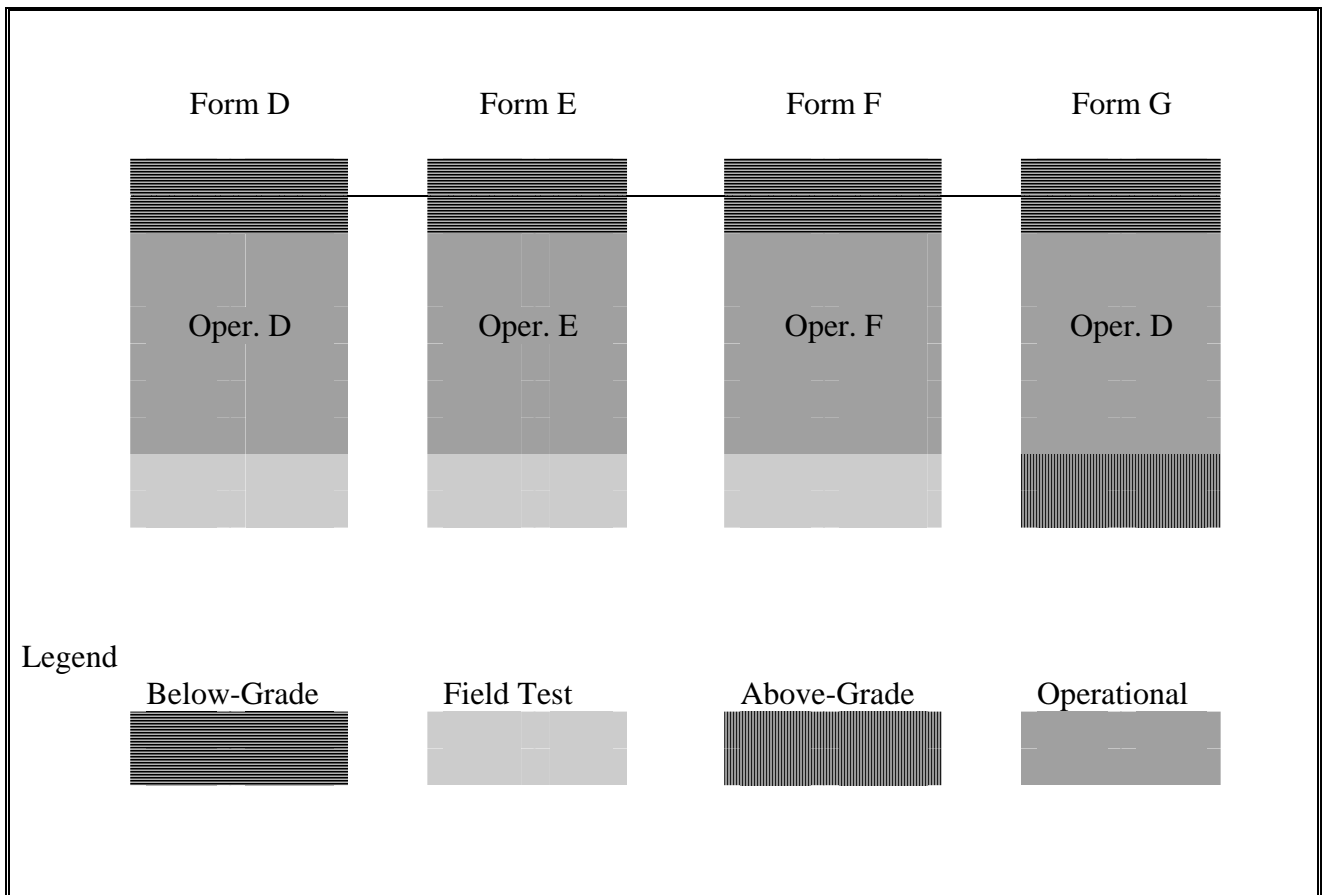 Form D Form E Form F Form G
Oper. D Oper. E Oper. F Oper. D
Legend
Below-Grade Field Test Above-Grade Operational